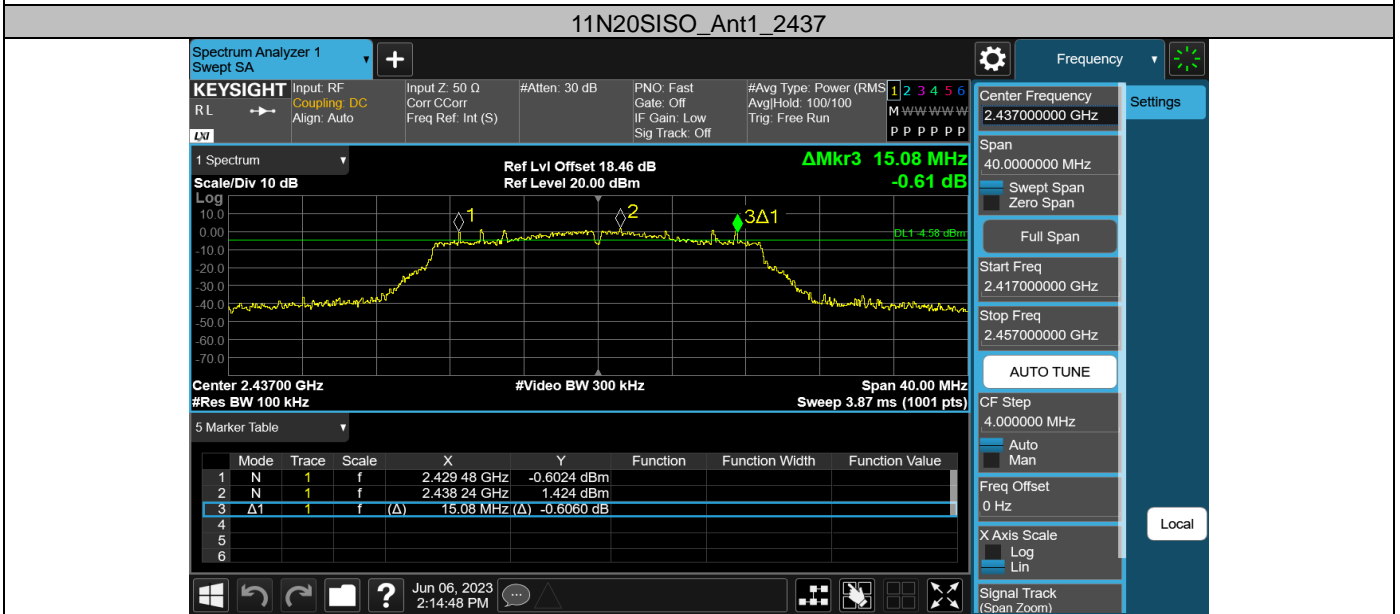 11N20SISO_Ant1_2437
Spectrum Analyzer 1
Swept SA
+
Frequency
KEYSIGHT
RL
LXI
Input: RF
Coupling: DC
Align: Auto
Input Z: 50 Ω
Corr CCorr
Freq Ref: Int (S)
#Atten: 30 dB
PNO: Fast
Gate: Off
IF Gain: Low
Sig Track: Off
#Avg Type: Power (RMS
Avg|Hold: 100/100
Trig: Free Run
1 2 3 4 5 6
M W W W W W
P P P P P P
1 Spectrum
Scale/Div 10 dB
Ref Lvl Offset 18.46 dB
Ref Level 20.00 dBm
ΔMkr3 15.08 MHz
-0.61 dB
Log
10.0
0.00
-10.0
-20.0
-30.0
-40.0
-50.0
-60.0
-70.0
1
2
3Δ1
DL1 -4.58 dBm
Center 2.43700 GHz
#Video BW 300 kHz
Span 40.00 MHz
#Res BW 100 kHz
Sweep 3.87 ms (1001 pts)
5 Marker Table
Mode Trace Scale X Y Function Function Width Function Value
1 N 1 f 2.429 48 GHz -0.6024 dBm
2 N 1 f 2.438 24 GHz 1.424 dBm
3 Δ1 1 f (Δ) 15.08 MHz (Δ) -0.6060 dB
4
5
6
Center Frequency
2.437000000 GHz
Settings
Span
40.0000000 MHz
Swept Span
Zero Span
Full Span
Start Freq
2.417000000 GHz
Stop Freq
2.457000000 GHz
AUTO TUNE
CF Step
4.000000 MHz
Auto
Man
Freq Offset
0 Hz
Local
X Axis Scale
Log
Lin
Signal Track
(Span Zoom)
?
Jun 06, 2023
2:14:48 PM